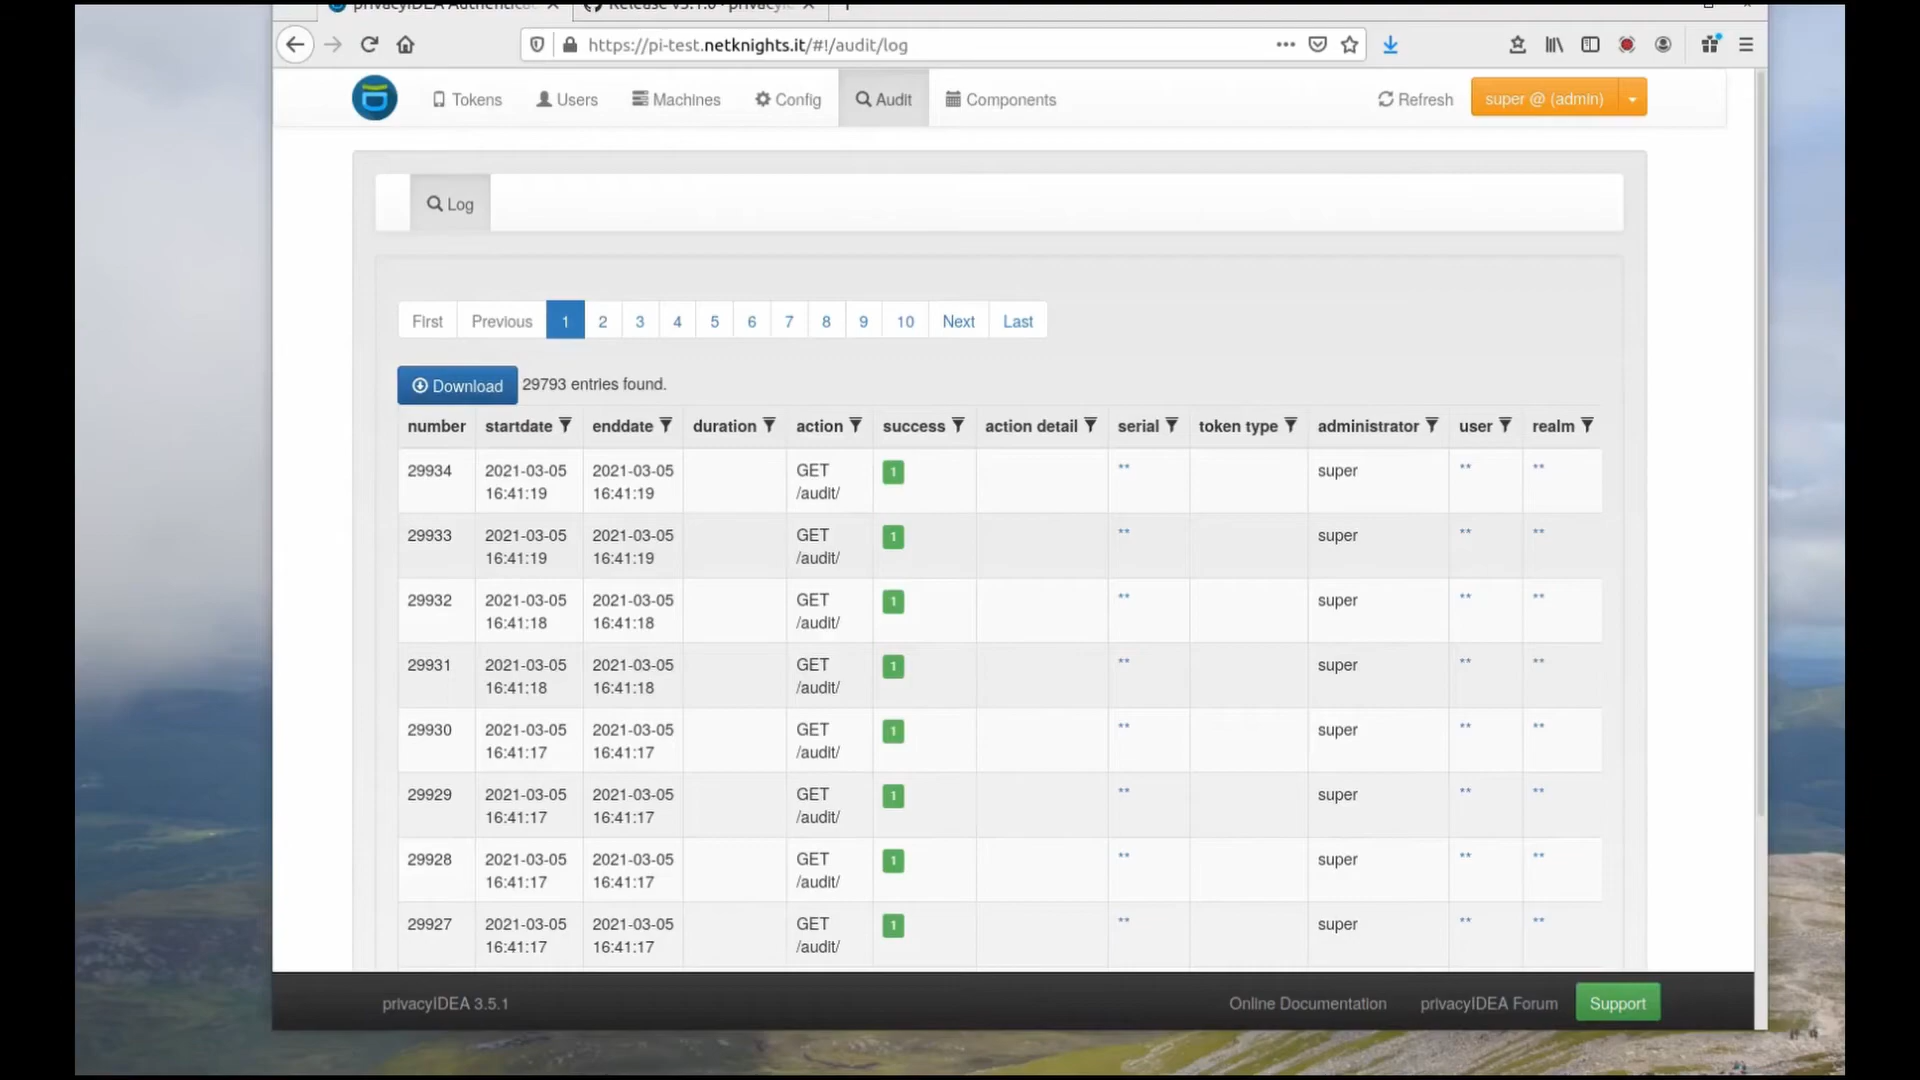 privacyIDEA Authentica
Release v3.1.0 · privacyie
https://pi-test.netknights.it/#!/audit/log
Tokens Users Machines Config Audit Components Refresh super @ (admin)
Log
First Previous 1 2 3 4 5 6 7 8 9 10 Next Last
Download 29793 entries found.
number startdate enddate duration action success action detail serial token type administrator user realm
29934 2021-03-05 2021-03-05 GET 1 ** super ** **
16:41:19 16:41:19 /audit/
29933 2021-03-05 2021-03-05 GET 1 ** super ** **
16:41:19 16:41:19 /audit/
29932 2021-03-05 2021-03-05 GET 1 ** super ** **
16:41:18 16:41:18 /audit/
29931 2021-03-05 2021-03-05 GET 1 ** super ** **
16:41:18 16:41:18 /audit/
29930 2021-03-05 2021-03-05 GET 1 ** super ** **
16:41:17 16:41:17 /audit/
29929 2021-03-05 2021-03-05 GET 1 ** super ** **
16:41:17 16:41:17 /audit/
29928 2021-03-05 2021-03-05 GET 1 ** super ** **
16:41:17 16:41:17 /audit/
29927 2021-03-05 2021-03-05 GET 1 ** super ** **
16:41:17 16:41:17 /audit/
privacyIDEA 3.5.1 Online Documentation privacyIDEA Forum Support